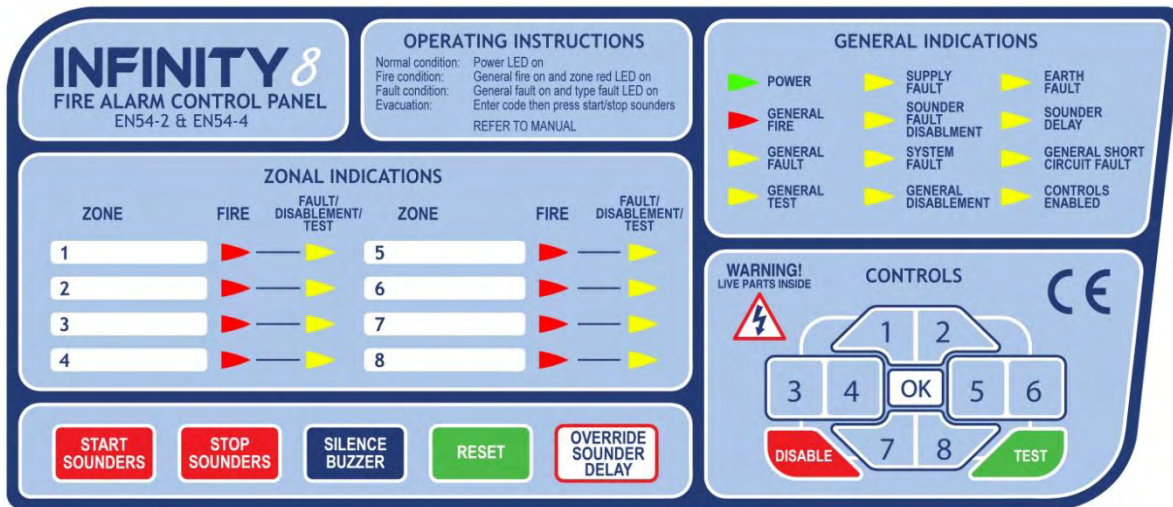 INFINITY 8
FIRE ALARM CONTROL PANEL
EN54-2 & EN54-4
OPERATING INSTRUCTIONS
Normal condition: Power LED on
Fire condition: General fire on and zone red LED on
Fault condition: General fault on and type fault LED on
Evacuation: Enter code then press start/stop sounders
REFER TO MANUAL
GENERAL INDICATIONS
POWER
GENERAL
FIRE
GENERAL
FAULT
GENERAL
TEST
SUPPLY
FAULT
SOUNDER
FAULT
DISABLMENT
SYSTEM
FAULT
GENERAL
DISABLEMENT
EARTH
FAULT
SOUNDER
DELAY
GENERAL SHORT
CIRCUIT FAULT
CONTROLS
ENABLED
ZONAL INDICATIONS
ZONE
FIRE
FAULT/
DISABLEMENT/
TEST
1
2
3
4
ZONE
FIRE
FAULT/
DISABLEMENT/
TEST
5
6
7
8
WARNING!
LIVE PARTS INSIDE
CONTROLS
CE
1 2
3 4 OK 5 6
7 8
DISABLE
TEST
START
SOUNDERS
STOP
SOUNDERS
SILENCE
BUZZER
RESET
OVERRIDE
SOUNDER
DELAY